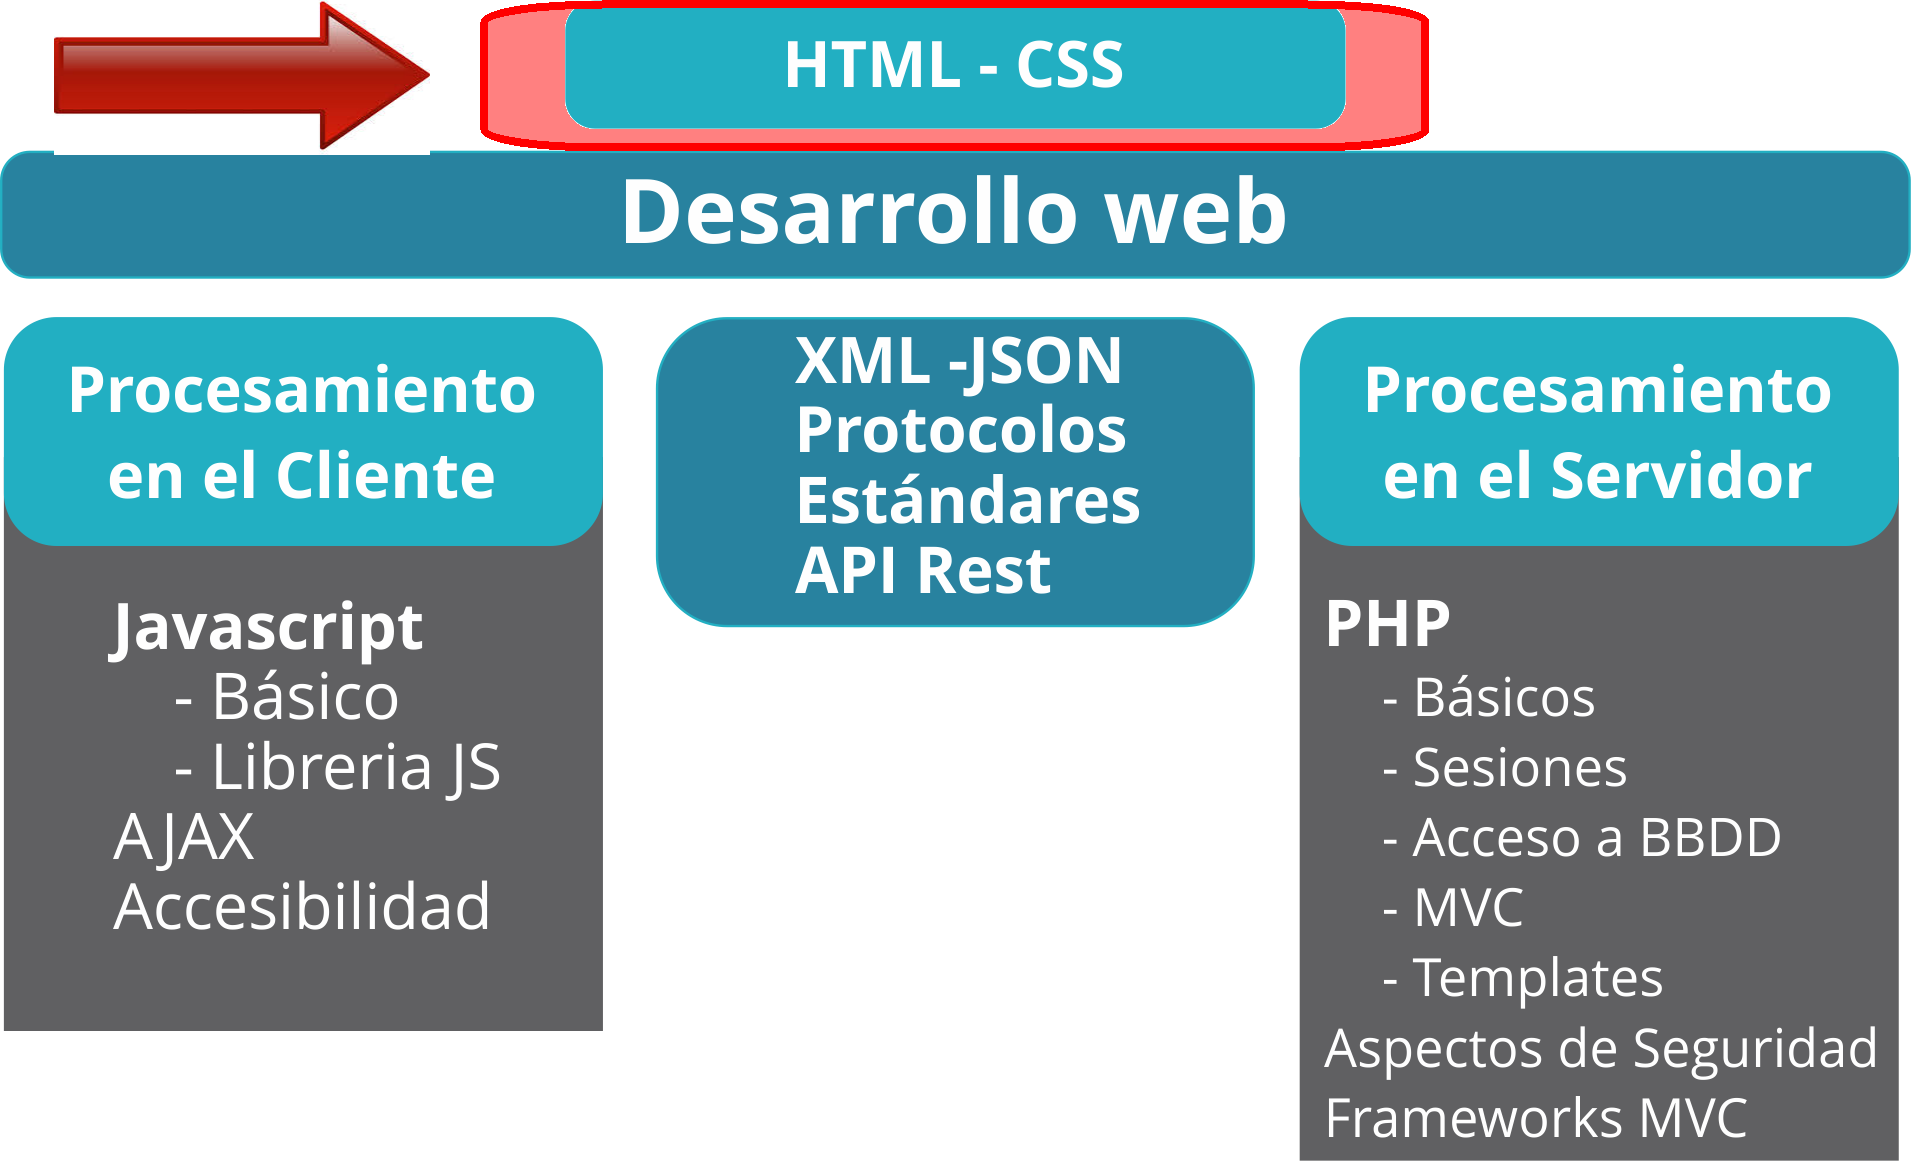 HTML - CSS
Desarrollo web
Procesamiento
en el Cliente
Javascript
- Básico
- Libreria JS
AJAX
Accesibilidad
XML -JSON
Protocolos
Estándares
API Rest
Procesamiento
en el Servidor
PHP
- Básicos
- Sesiones
- Acceso a BBDD
- MVC
- Templates
Aspectos de Seguridad
Frameworks MVC